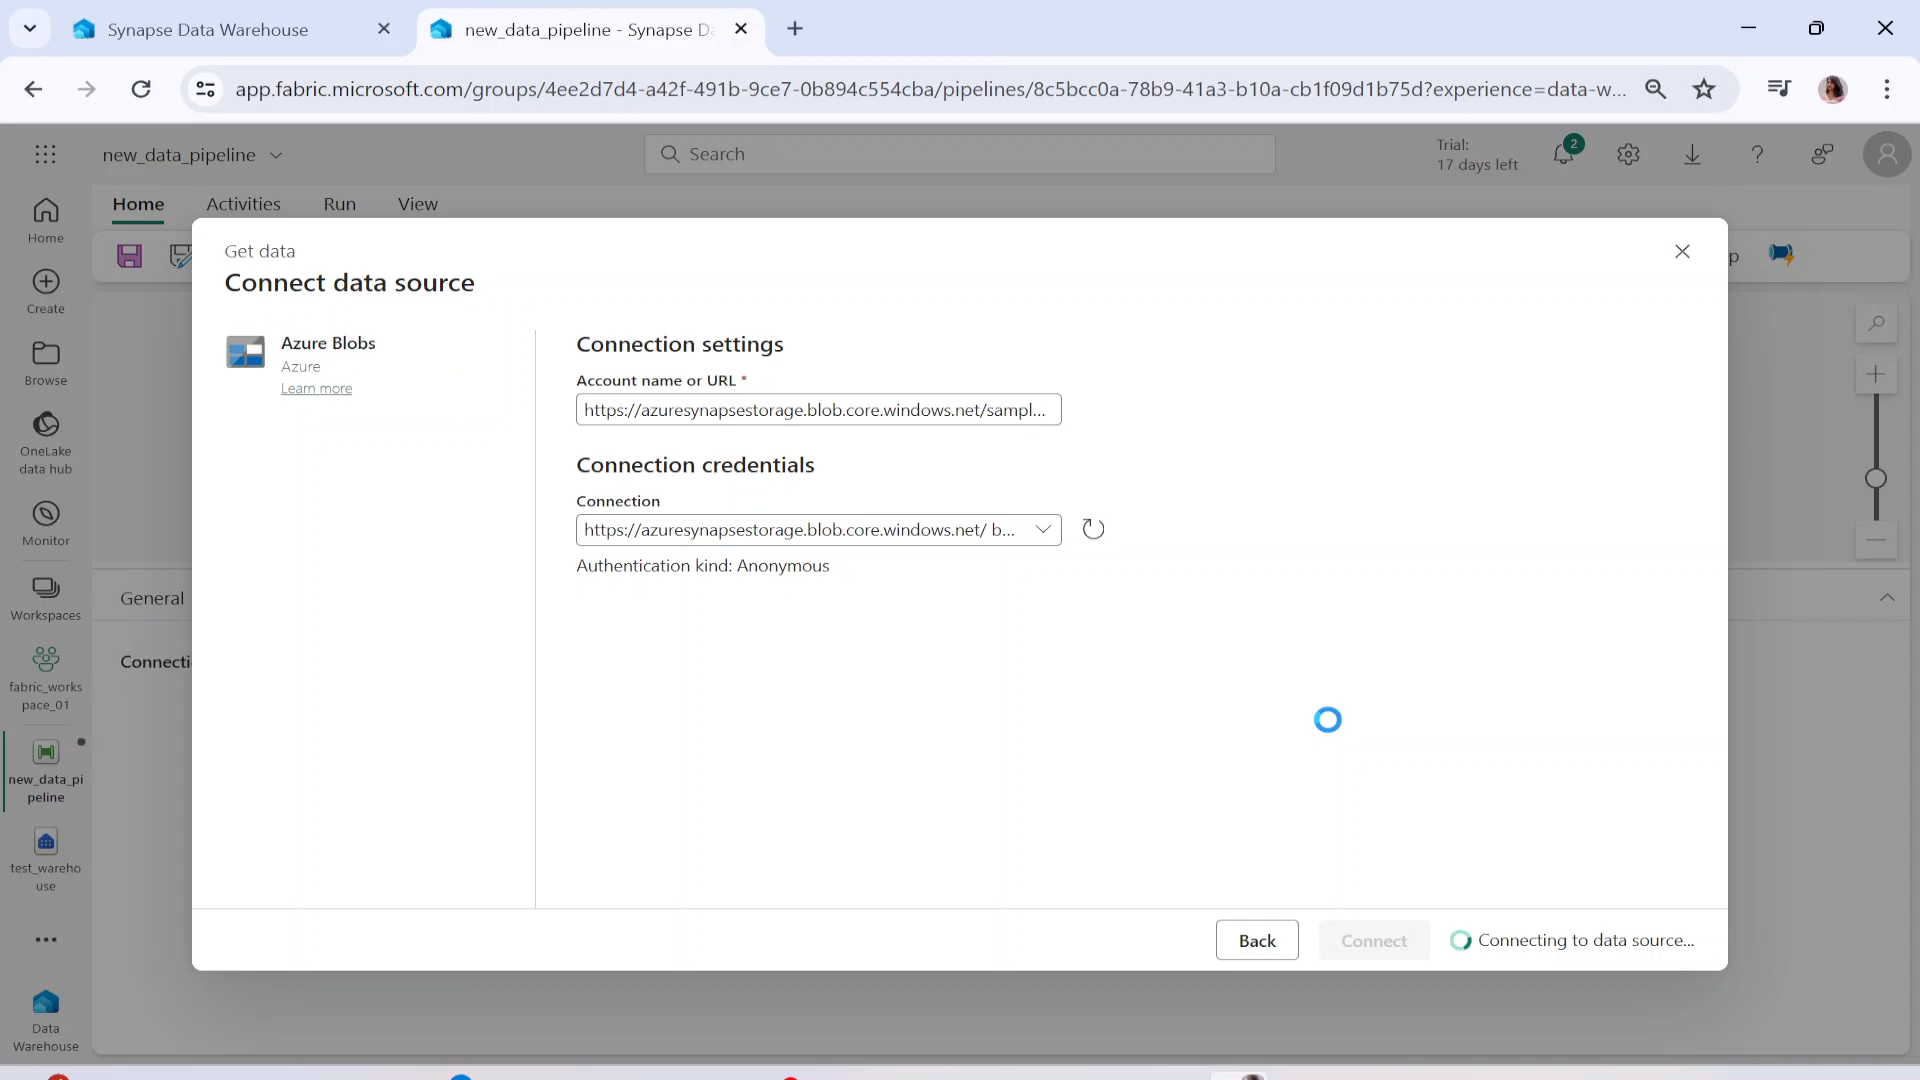 Synapse Data Warehouse
new_data_pipeline - Synapse Da
app.fabric.microsoft.com/groups/4ee2d7d4-a42f-491b-9ce7-0b894c554cba/pipelines/8c5bcc0a-78b9-41a3-b10a-cb1f09d1b75d?experience=data-w...
new_data_pipeline
Search
Trial:
17 days left
2
Home
Activities
Run
View
Home
Create
Browse
OneLake
data hub
Monitor
Workspaces
fabric_works
pace_01
new_data_pi
peline
test_wareho
use
Data
Warehouse
p
General
Connecti
Get data
Connect data source
Azure Blobs
Azure
Learn more
Connection settings
Account name or URL *
https://azuresynapsestorage.blob.core.windows.net/sampl...
Connection credentials
Connection
https://azuresynapsestorage.blob.core.windows.net/ b...
Authentication kind: Anonymous
Back
Connect
Connecting to data source...